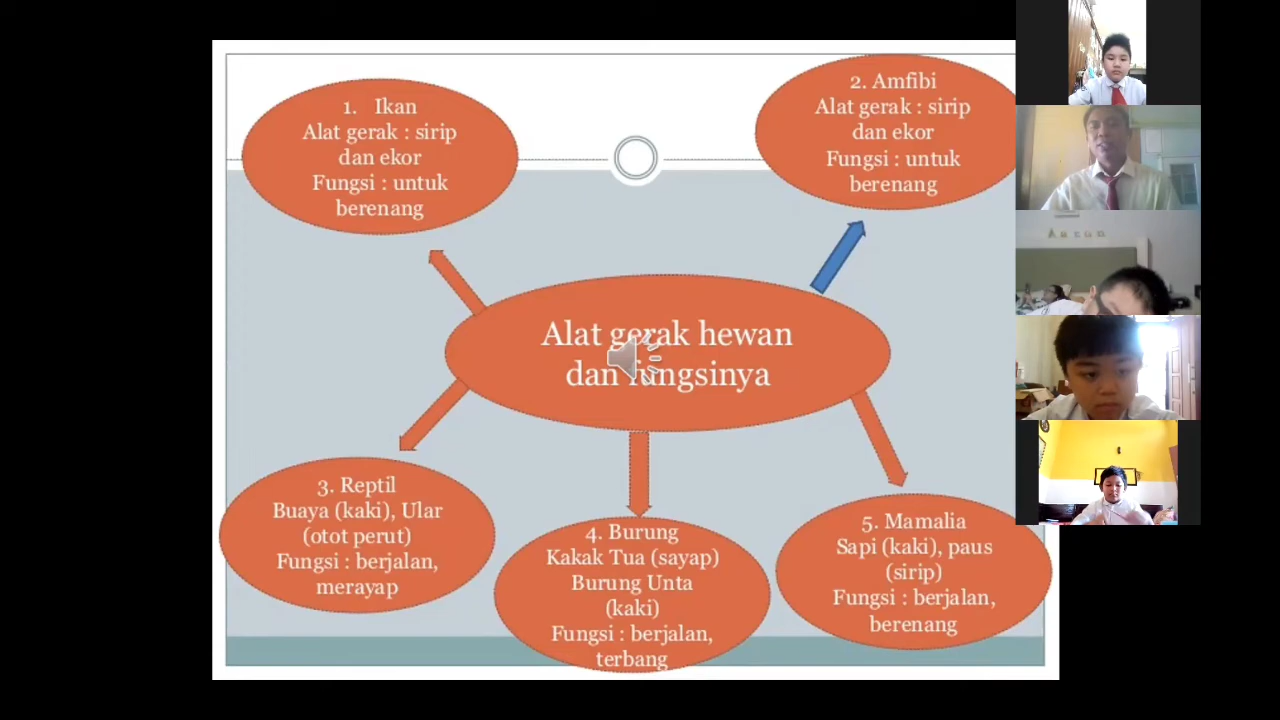 1. Ikan
Alat gerak : sirip
dan ekor
Fungsi : untuk
berenang
2. Amfibi
Alat gerak : sirip
dan ekor
Fungsi : untuk
berenang
Alat gerak hewan
dan fungsinya
3. Reptil
Buaya (kaki), Ular
(otot perut)
Fungsi : berjalan,
merayap
4. Burung
Kakak Tua (sayap)
Burung Unta
(kaki)
Fungsi : berjalan,
terbang
5. Mamalia
Sapi (kaki), paus
(sirip)
Fungsi : berjalan,
berenang